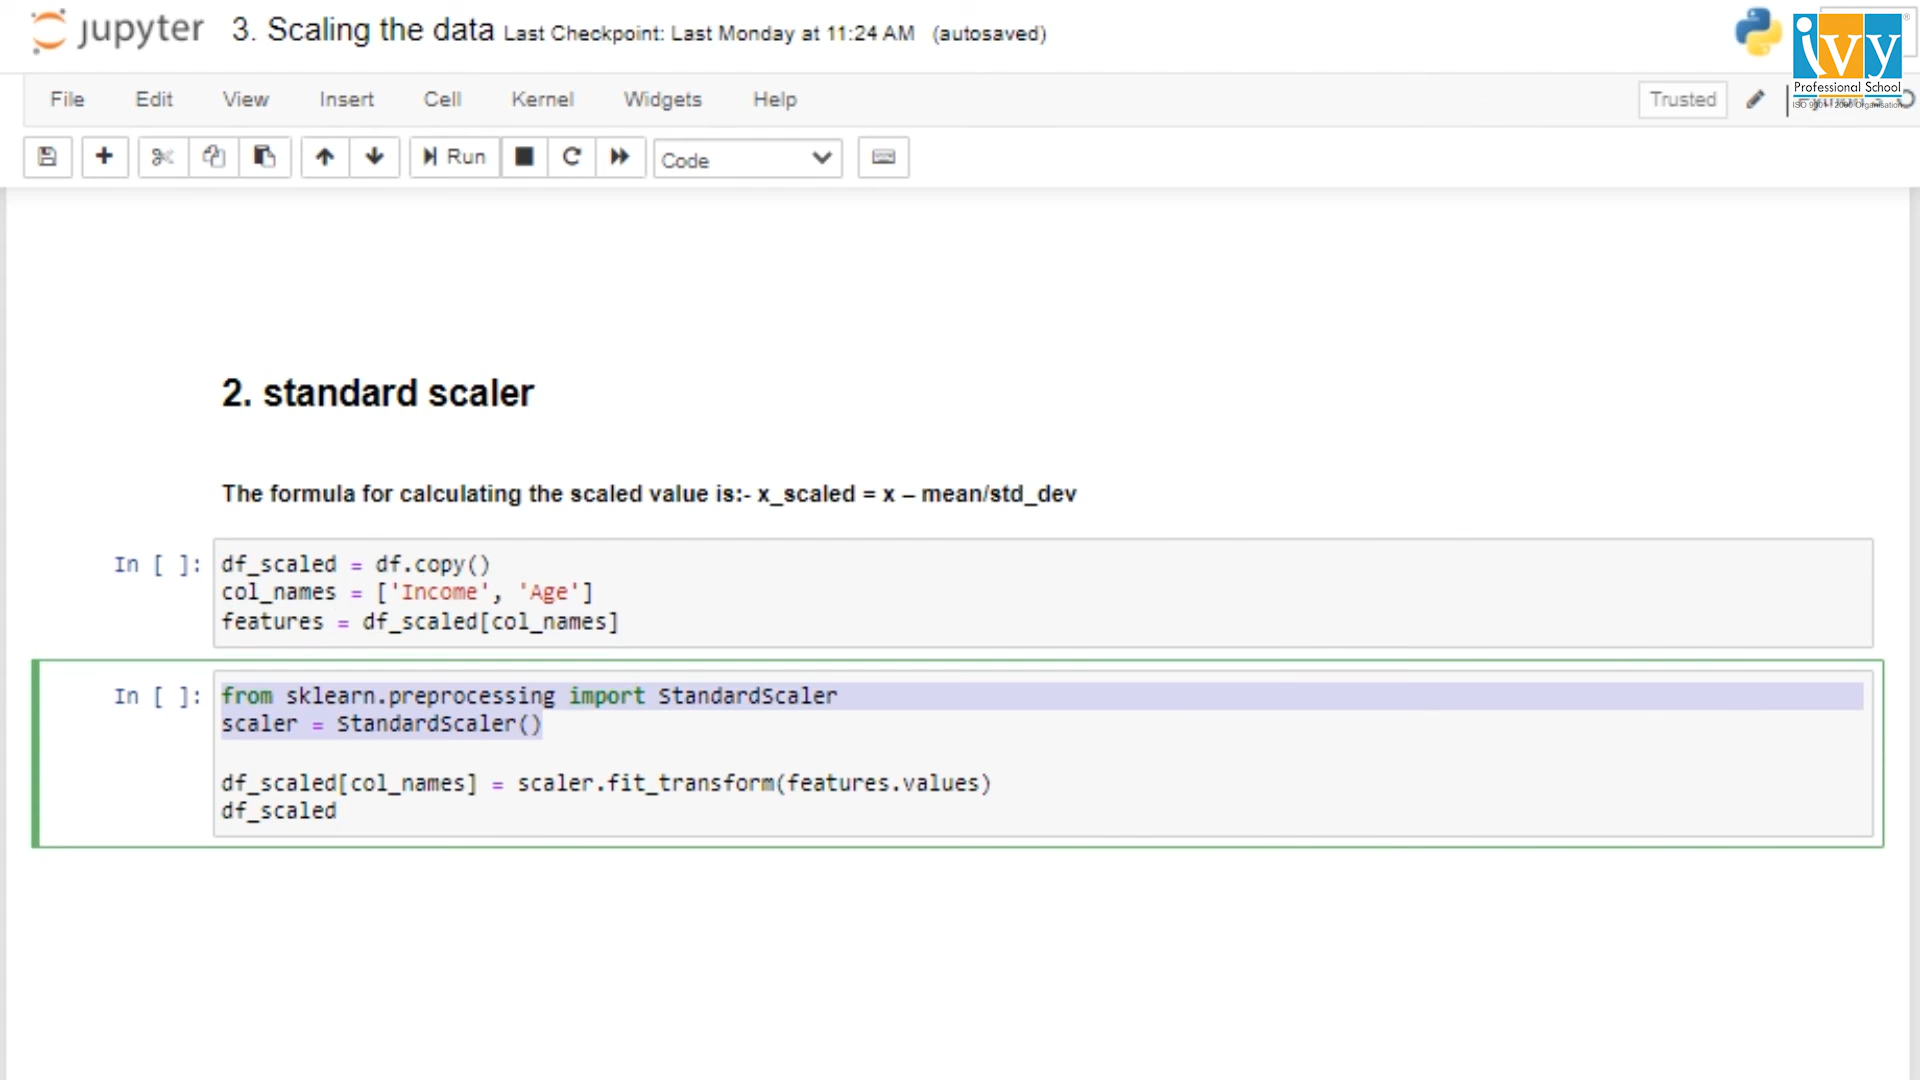 jupyter 3. Scaling the data Last Checkpoint: Last Monday at 11:24 AM (autosaved)
ivy
Professional School
File Edit View Insert Cell Kernel Widgets Help Trusted
Run Code
2. standard scaler
The formula for calculating the scaled value is:- x_scaled = x – mean/std_dev
In [ ]: df_scaled = df.copy()
col_names = ['Income', 'Age']
features = df_scaled[col_names]
In [ ]: from sklearn.preprocessing import StandardScaler
scaler = StandardScaler()
df_scaled[col_names] = scaler.fit_transform(features.values)
df_scaled